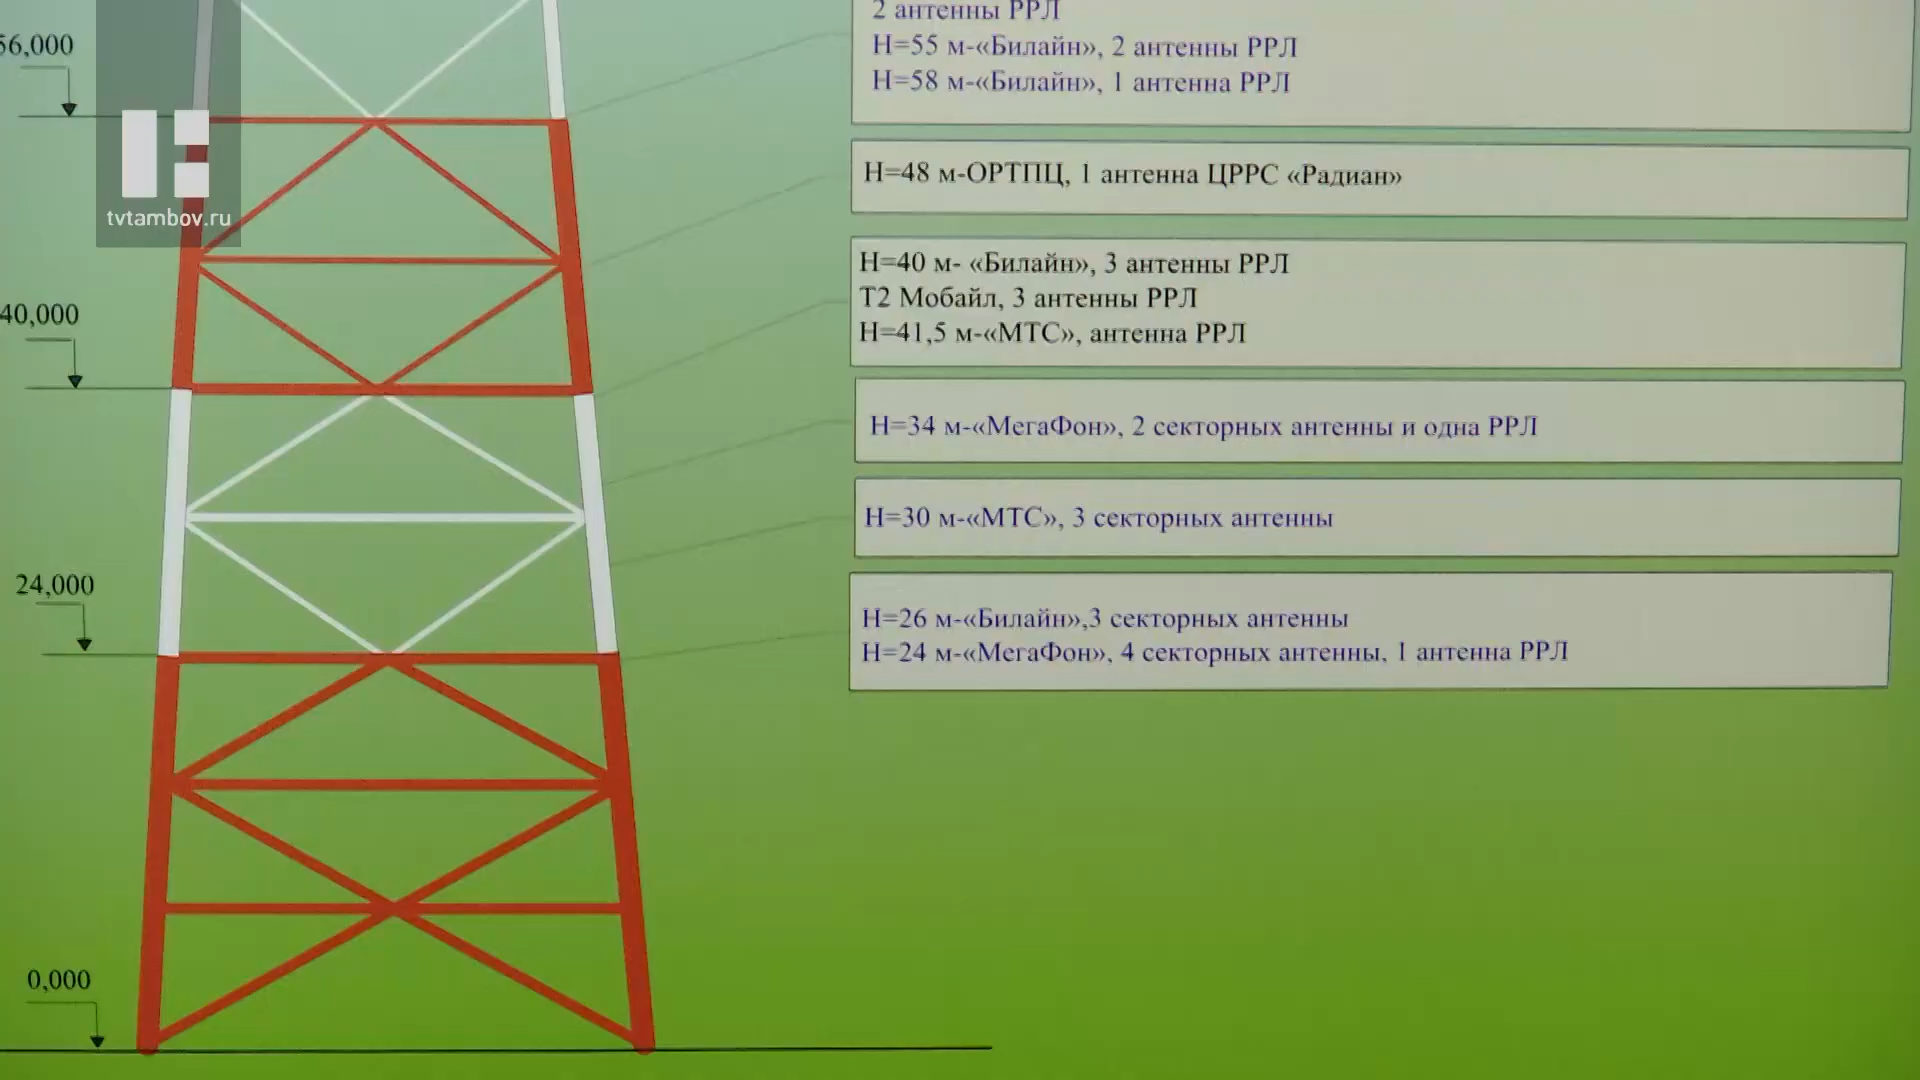 2 антенны РРЛ
Н=55 м-«Билайн», 2 антенны РРЛ
Н=58 м-«Билайн», 1 антенна РРЛ
56,000
Н=48 м-ОРТПЦ, 1 антенна ЦРРС «Радиан»
tvtambov.ru
Н=40 м- «Билайн», 3 антенны РРЛ
Т2 Мобайл, 3 антенны РРЛ
Н=41,5 м-«МТС», антенна РРЛ
40,000
Н=34 м-«МегаФон», 2 секторных антенны и одна РРЛ
Н=30 м-«МТС», 3 секторных антенны
24,000
Н=26 м-«Билайн»,3 секторных антенны
Н=24 м-«МегаФон», 4 секторных антенны, 1 антенна РРЛ
0,000